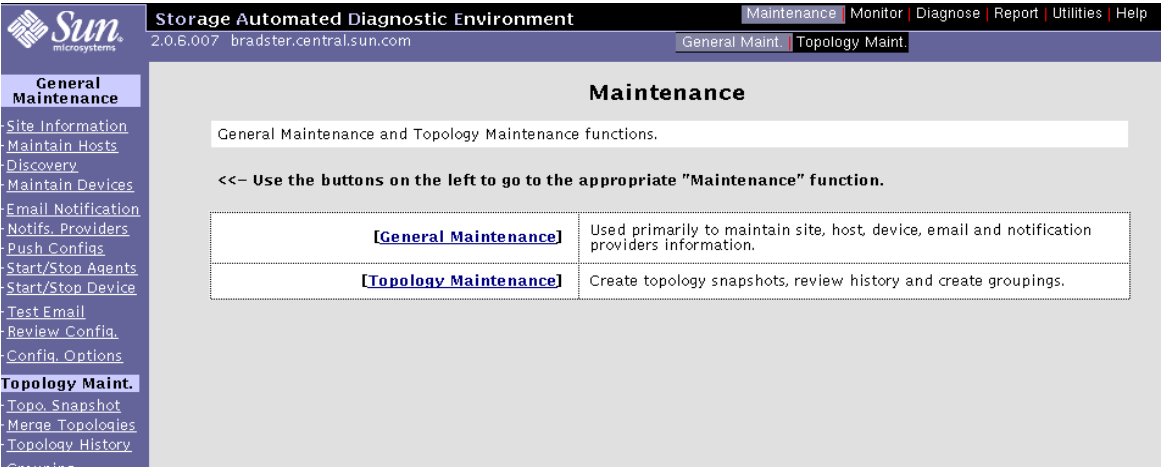 Sun
microsystems
Storage Automated Diagnostic Environment
Maintenance | Monitor | Diagnose | Report | Utilities | Help
2.0.6.007 bradster.central.sun.com
General Maint. | Topology Maint.
General
Maintenance
-Site Information
-Maintain Hosts
-Discovery
-Maintain Devices
-Email Notification
-Notifs. Providers
-Push Configs
-Start/Stop Agents
-Start/Stop Device
-Test Email
-Review Config.
-Config. Options
Topology Maint.
-Topo. Snapshot
-Merge Topologies
-Topology History
Maintenance
General Maintenance and Topology Maintenance functions.
<<- Use the buttons on the left to go to the appropriate "Maintenance" function.
[General Maintenance]
Used primarily to maintain site, host, device, email and notification
providers information.
[Topology Maintenance]
Create topology snapshots, review history and create groupings.